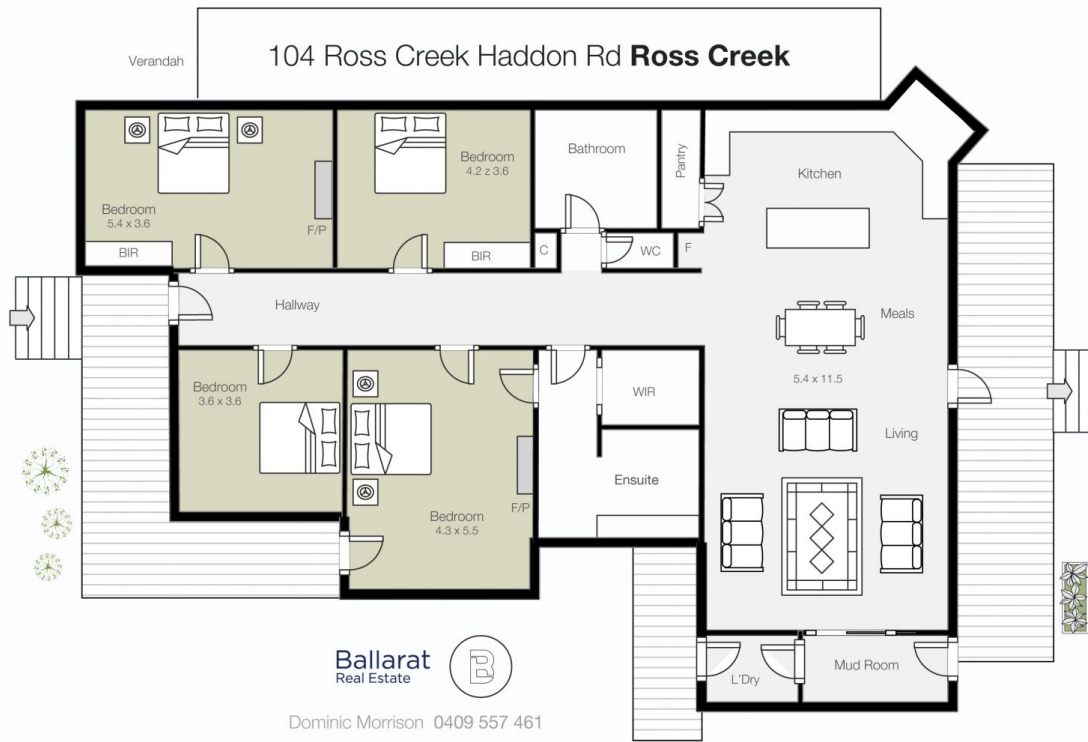 Verandah
104 Ross Creek Haddon Rd Ross Creek
Bedroom
5.4 x 3.6
BIR
F/P
Bedroom
4.2 z 3.6
BIR
Bathroom
C
WC
Pantry
F
Kitchen
Hallway
Meals
5.4 x 11.5
Living
Bedroom
3.6 x 3.6
Bedroom
4.3 x 5.5
F/P
WIR
Ensuite
L'Dry
Mud Room
Ballarat
Real Estate
B
Dominic Morrison 0409 557 461